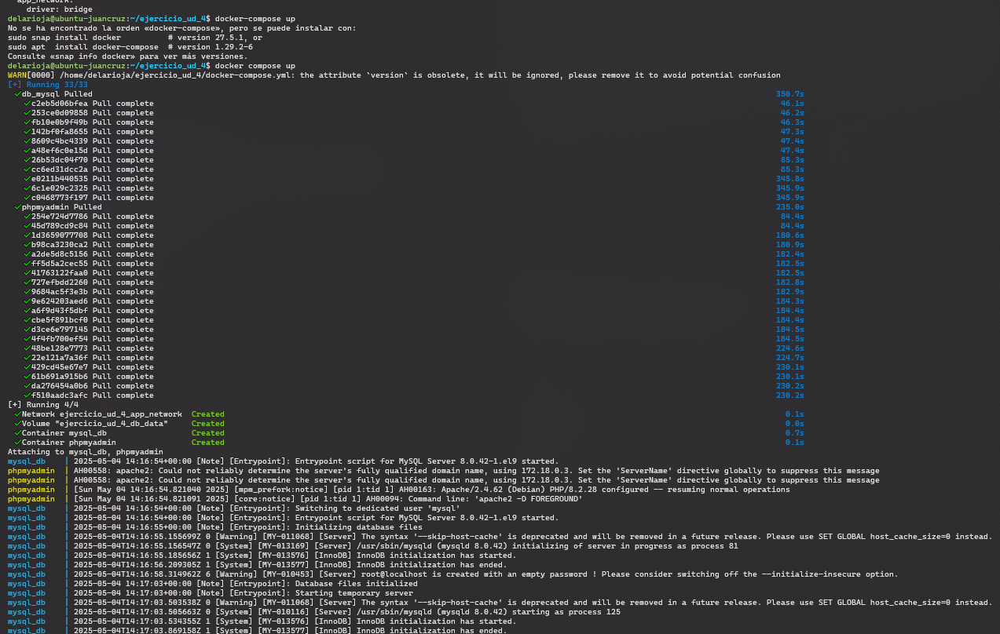 app_network:
driver: bridge
delarioja@ubuntu-juancruz:~/ejercicio_ud_4$ docker-compose up
No se ha encontrado la orden «docker-compose», pero se puede instalar con:
sudo snap install docker # version 27.5.1, or
sudo apt install docker-compose # version 1.29.2-6
Consulte «snap info docker» para ver más versiones.
delarioja@ubuntu-juancruz:~/ejercicio_ud_4$ docker compose up
WARN[0000] /home/delarioja/ejercicio_ud_4/docker-compose.yml: the attribute `version` is obsolete, it will be ignored, please remove it to avoid potential confusion
[+] Running 33/33
✓db_mysql Pulled 350.7s
✓c2eb5d06bfea Pull complete 46.1s
✓253ce0d09858 Pull complete 46.2s
✓fb10e0b9f49b Pull complete 46.3s
✓142bf0fa8655 Pull complete 47.3s
✓8609c4bc4339 Pull complete 47.4s
✓a48ef6c0e15d Pull complete 47.4s
✓26b53dc04f70 Pull complete 85.3s
✓cc6ed31dcc2a Pull complete 85.3s
✓e0211b440535 Pull complete 345.8s
✓6c1e029c2325 Pull complete 345.9s
✓c0468773f197 Pull complete 345.9s
✓phpmyadmin Pulled 235.0s
✓254e724d7786 Pull complete 84.4s
✓45d789cd9c84 Pull complete 84.4s
✓1d3659077708 Pull complete 180.6s
✓b98ca3230ca2 Pull complete 180.9s
✓a2de5d8c5156 Pull complete 182.4s
✓ff5d5a2cec55 Pull complete 182.5s
✓41763122faa0 Pull complete 182.5s
✓727efbdd2260 Pull complete 182.8s
✓9684ac5f3e3b Pull complete 182.9s
✓9e624203aed6 Pull complete 184.3s
✓a6f9d43f5dbf Pull complete 184.4s
✓cbe5f891bcf0 Pull complete 184.4s
✓d3ce6e797145 Pull complete 184.5s
✓4f4fb700ef54 Pull complete 184.5s
✓48be128e7773 Pull complete 224.6s
✓22e121a7a36f Pull complete 224.7s
✓429cd45e67e7 Pull complete 230.1s
✓61b691a915b6 Pull complete 230.1s
✓da276454a0b6 Pull complete 230.2s
✓f510aadc3afc Pull complete 230.2s
[+] Running 4/4
✓Network ejercicio_ud_4_app_network Created 0.1s
✓Volume "ejercicio_ud_4_db_data" Created 0.0s
✓Container mysql_db Created 0.7s
✓Container phpmyadmin Created 0.1s
Attaching to mysql_db, phpmyadmin
mysql_db | 2025-05-04 14:16:54+00:00 [Note] [Entrypoint]: Entrypoint script for MySQL Server 8.0.42-1.el9 started.
phpmyadmin | AH00558: apache2: Could not reliably determine the server's fully qualified domain name, using 172.18.0.3. Set the 'ServerName' directive globally to suppress this message
phpmyadmin | AH00558: apache2: Could not reliably determine the server's fully qualified domain name, using 172.18.0.3. Set the 'ServerName' directive globally to suppress this message
phpmyadmin | [Sun May 04 14:16:54.821040 2025] [mpm_prefork:notice] [pid 1:tid 1] AH00163: Apache/2.4.62 (Debian) PHP/8.2.28 configured -- resuming normal operations
phpmyadmin | [Sun May 04 14:16:54.821091 2025] [core:notice] [pid 1:tid 1] AH00094: Command line: 'apache2 -D FOREGROUND'
mysql_db | 2025-05-04 14:16:54+00:00 [Note] [Entrypoint]: Switching to dedicated user 'mysql'
mysql_db | 2025-05-04 14:16:54+00:00 [Note] [Entrypoint]: Entrypoint script for MySQL Server 8.0.42-1.el9 started.
mysql_db | 2025-05-04 14:16:55+00:00 [Note] [Entrypoint]: Initializing database files
mysql_db | 2025-05-04T14:16:55.155699Z 0 [Warning] [MY-011068] [Server] The syntax '--skip-host-cache' is deprecated and will be removed in a future release. Please use SET GLOBAL host_cache_size=0 instead.
mysql_db | 2025-05-04T14:16:55.156547Z 0 [System] [MY-013169] [Server] /usr/sbin/mysqld (mysqld 8.0.42) initializing of server in progress as process 81
mysql_db | 2025-05-04T14:16:55.185656Z 1 [System] [MY-013576] [InnoDB] InnoDB initialization has started.
mysql_db | 2025-05-04T14:16:56.209305Z 1 [System] [MY-013577] [InnoDB] InnoDB initialization has ended.
mysql_db | 2025-05-04T14:16:58.314962Z 6 [Warning] [MY-010453] [Server] root@localhost is created with an empty password ! Please consider switching off the --initialize-insecure option.
mysql_db | 2025-05-04 14:17:03+00:00 [Note] [Entrypoint]: Database files initialized
mysql_db | 2025-05-04 14:17:03+00:00 [Note] [Entrypoint]: Starting temporary server
mysql_db | 2025-05-04T14:17:03.503538Z 0 [Warning] [MY-011068] [Server] The syntax '--skip-host-cache' is deprecated and will be removed in a future release. Please use SET GLOBAL host_cache_size=0 instead.
mysql_db | 2025-05-04T14:17:03.505663Z 0 [System] [MY-010116] [Server] /usr/sbin/mysqld (mysqld 8.0.42) starting as process 125
mysql_db | 2025-05-04T14:17:03.534355Z 1 [System] [MY-013576] [InnoDB] InnoDB initialization has started.
mysql_db | 2025-05-04T14:17:03.869158Z 1 [System] [MY-013577] [InnoDB] InnoDB initialization has ended.